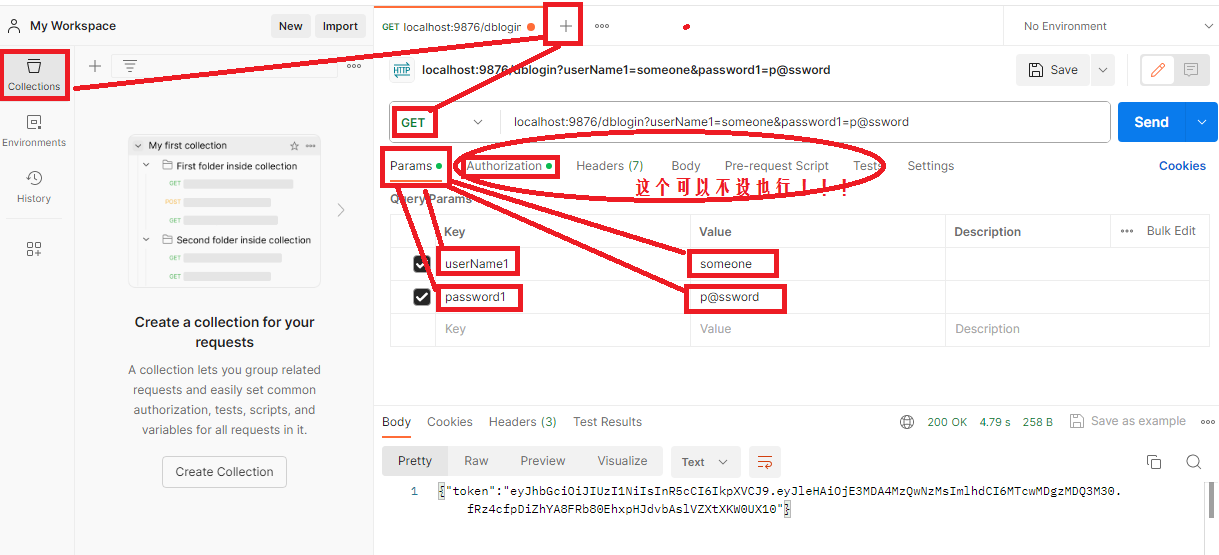 My Workspace
New
Import
GET localhost:9876/dblogin
No Environment
Collections
Environments
History
My first collection
First folder inside collection
GET
POST
GET
Second folder inside collection
GET
GET
Create a collection for your
requests
A collection lets you group related
requests and easily set common
authorization, tests, scripts, and
variables for all requests in it.
Create Collection
HTTP
localhost:9876/dblogin?userName1=someone&password1=p@ssword
Save
GET
localhost:9876/dblogin?userName1=someone&password1=p@ssword
Send
Params
Authorization
Headers (7)
Body
Pre-request Script
Tests
Settings
Cookies
这个可以不设也行！！！
Query Params
Key
Value
Description
Bulk Edit
userName1
someone
password1
p@ssword
Key
Value
Description
Body
Cookies
Headers (3)
Test Results
200 OK
4.79 s
258 B
Save as example
Pretty
Raw
Preview
Visualize
Text
1
{"token":"eyJhbGciOiJIUzI1NiIsInR5cCI6IkpXVCJ9.eyJleHAiOjE3MDA4MzQwNzMsImlhdCI6MTcwMDgzMDQ3M30.
fRz4cfpDiZhYA8FRb80EhxpHJdvbAslVZXtXKW0UX10"}